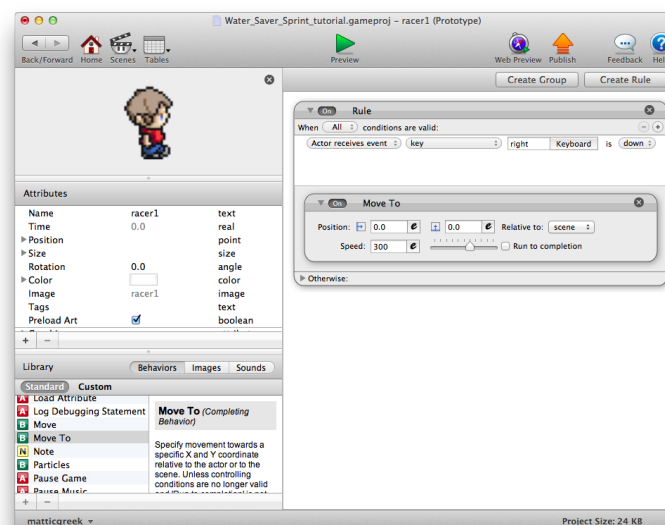 Water_Saver_Sprint_tutorial.gameproj – racer1 (Prototype)
Back/Forward Home Scenes Tables Preview Web Preview Publish Feedback Help
Create Group Create Rule
On Rule
When All conditions are valid:
Actor receives event key right Keyboard is down
Attributes
On Move To
Name racer1 text
Time 0.0 real
Position point
Size size
Rotation 0.0 angle
Color color
Image racer1 image
Tags text
Preload Art boolean
Position: 0.0 e 0.0 e Relative to: scene
Speed: 300 e Run to completion
Otherwise:
Library Behaviors Images Sounds
Standard Custom
A Load Attribute
A Log Debugging Statement
B Move
B Move To
N Note
B Particles
A Pause Game
A Pause Music
Move To (Completing
Behavior)
Specify movement towards a
specific X and Y coordinate
relative to the actor or to the
scene. Unless controlling
conditions are no longer valid
matticgreek Project Size: 24 KB